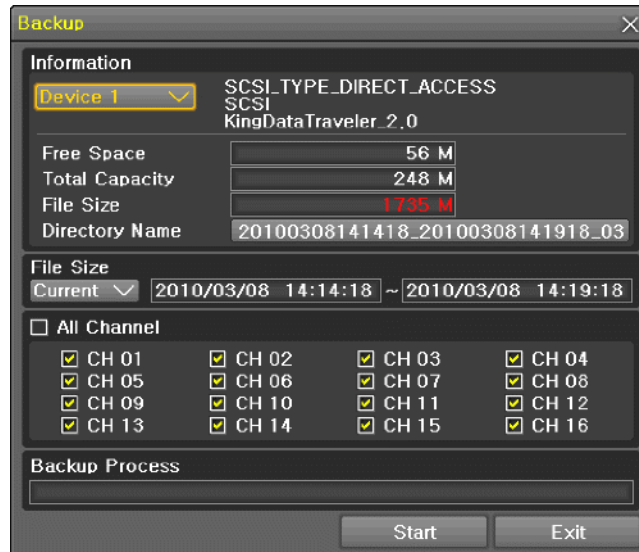 Backup
Information
Device 1
SCSI_TYPE_DIRECT_ACCESS
SCSI
KingDataTraveler_2.0
Free Space 56 M
Total Capacity 248 M
File Size 1735 M
Directory Name 20100308141418_20100308141918_03
File Size
Current 2010/03/08 14:14:18 ~ 2010/03/08 14:19:18
All Channel
CH 01 CH 02 CH 03 CH 04
CH 05 CH 06 CH 07 CH 08
CH 09 CH 10 CH 11 CH 12
CH 13 CH 14 CH 15 CH 16
Backup Process
Start Exit